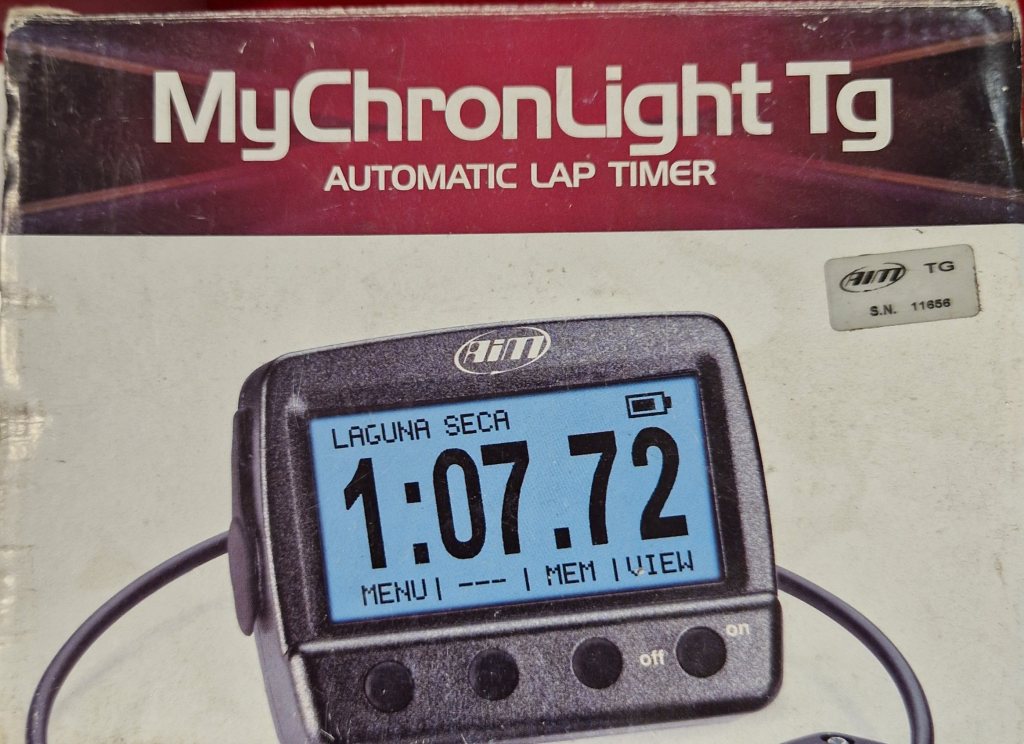 MyChronLight Tg
AUTOMATIC LAP TIMER
AiM TG
S.N. 11656
AiM
LAGUNA SECA
1:07.72
MENU| --- | MEM |VIEW
off on